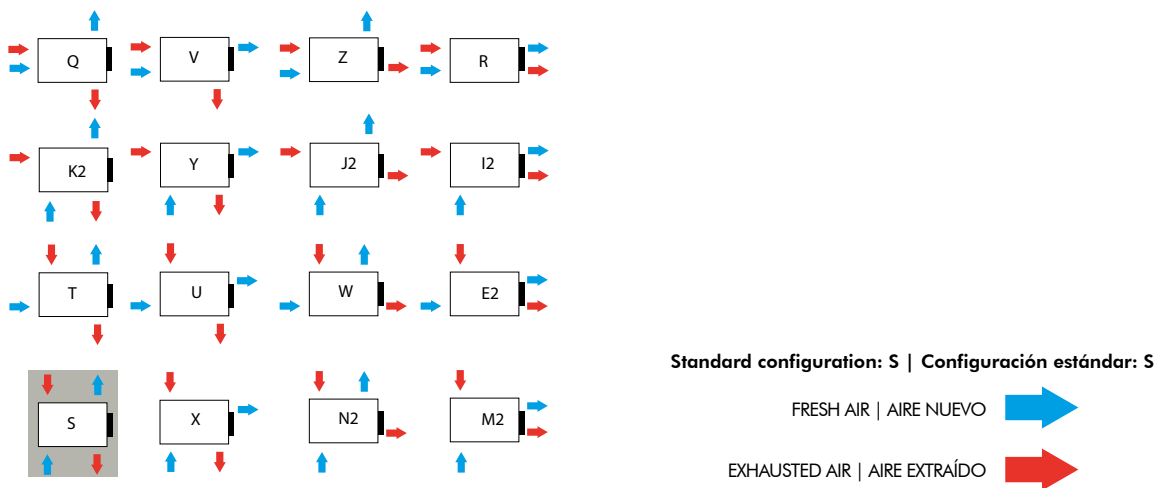 Q V Z R
K2 Y J2 I2
T U W E2
S X N2 M2
Standard configuration: S | Configuración estándar: S
FRESH AIR | AIRE NUEVO
EXHAUSTED AIR | AIRE EXTRAÍDO